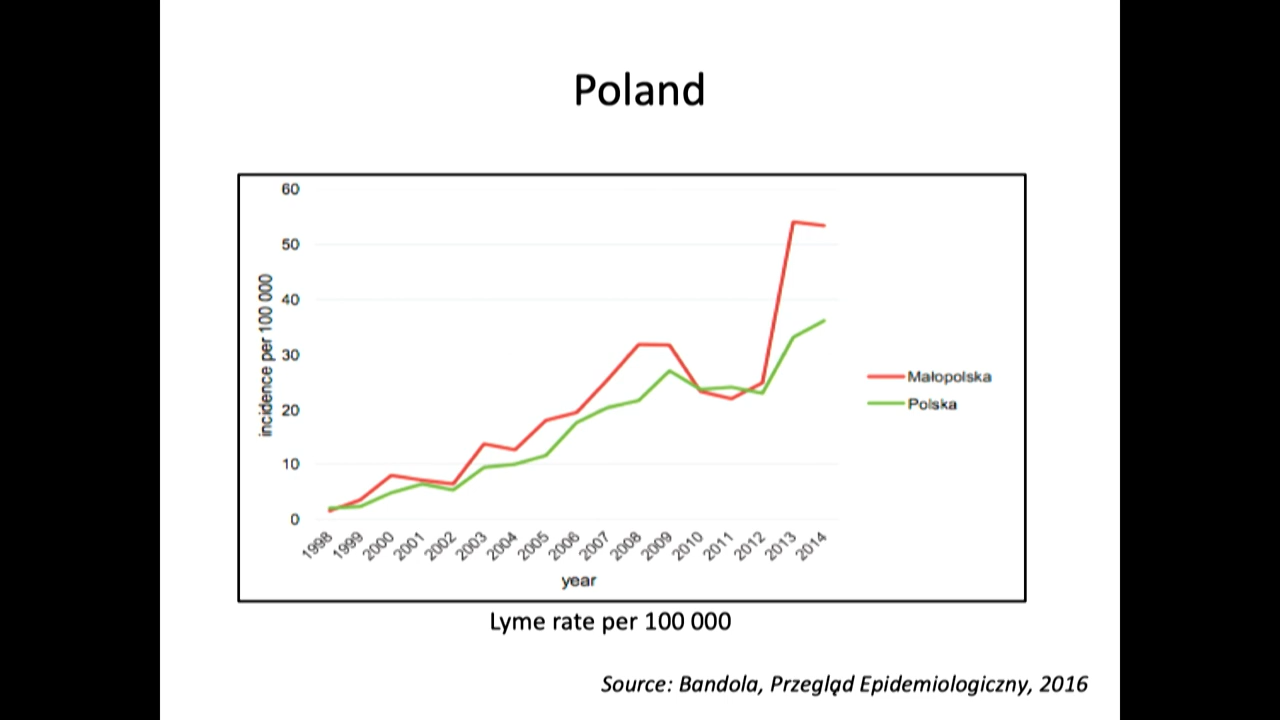 Poland
60
50
40
30
20
10
0
incidence per 100 000
1998 1999 2000 2001 2002 2003 2004 2005 2006 2007 2008 2009 2010 2011 2012 2013 2014
year
Małopolska
Polska
Lyme rate per 100 000
Source: Bandola, Przegląd Epidemiologiczny, 2016